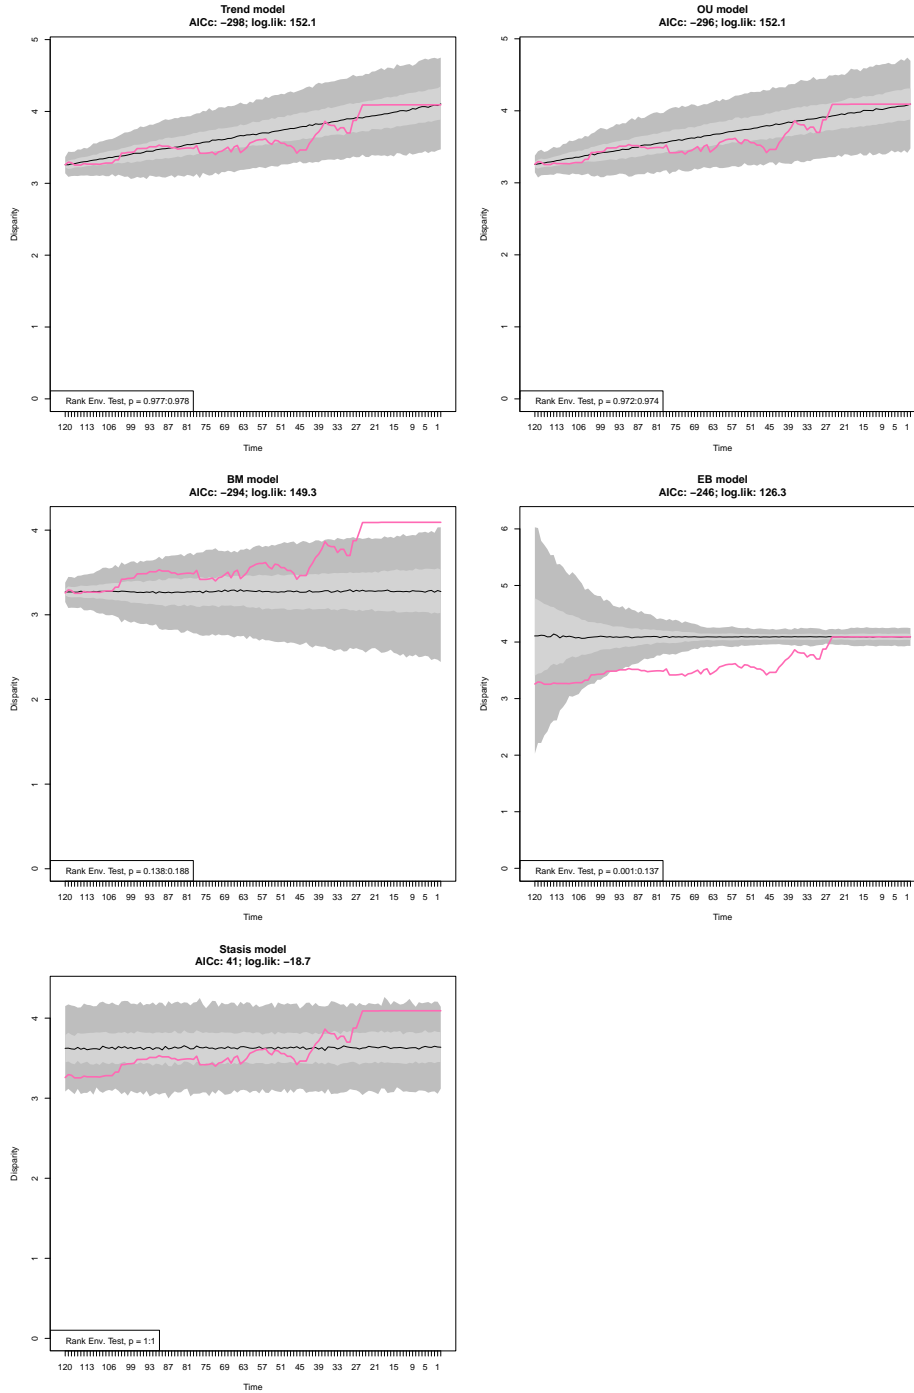 Trend model
AICc: −298; log.lik: 152.1
Disparity
0 1 2 3 4 5
Rank Env. Test, p = 0.977:0.978
120 113 106 99 93 87 81 75 69 63 57 51 45 39 33 27 21 15 9 5 1
Time
OU model
AICc: −296; log.lik: 152.1
Disparity
0 1 2 3 4 5
Rank Env. Test, p = 0.972:0.974
120 113 106 99 93 87 81 75 69 63 57 51 45 39 33 27 21 15 9 5 1
Time
BM model
AICc: −294; log.lik: 149.3
Disparity
0 1 2 3 4
Rank Env. Test, p = 0.138:0.188
120 113 106 99 93 87 81 75 69 63 57 51 45 39 33 27 21 15 9 5 1
Time
EB model
AICc: −246; log.lik: 126.3
Disparity
0 1 2 3 4 5 6
Rank Env. Test, p = 0.001:0.137
120 113 106 99 93 87 81 75 69 63 57 51 45 39 33 27 21 15 9 5 1
Time
Stasis model
AICc: 41; log.lik: −18.7
Disparity
0 1 2 3 4
Rank Env. Test, p = 1:1
120 113 106 99 93 87 81 75 69 63 57 51 45 39 33 27 21 15 9 5 1
Time